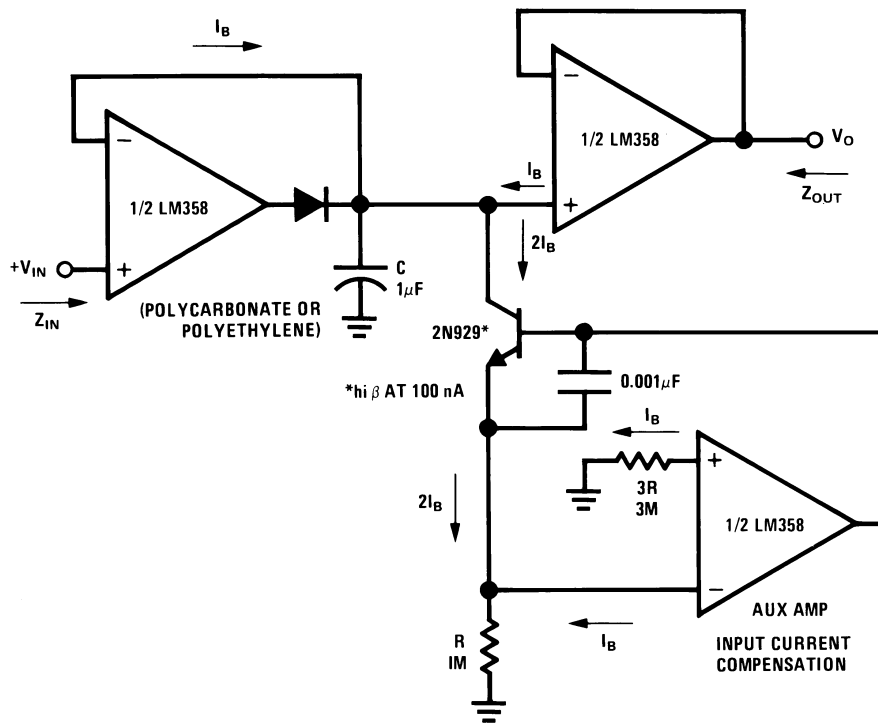 I_B
−
1/2 LM358
+
+V_IN
Z_IN
C
1μF
(POLYCARBONATE OR
POLYETHYLENE)
−
1/2 LM358
+
I_B
V_O
Z_OUT
2I_B
2N929*
*hi β AT 100 nA
0.001μF
I_B
3R
3M
+
1/2 LM358
−
2I_B
I_B
AUX AMP
INPUT CURRENT
COMPENSATION
R
IM